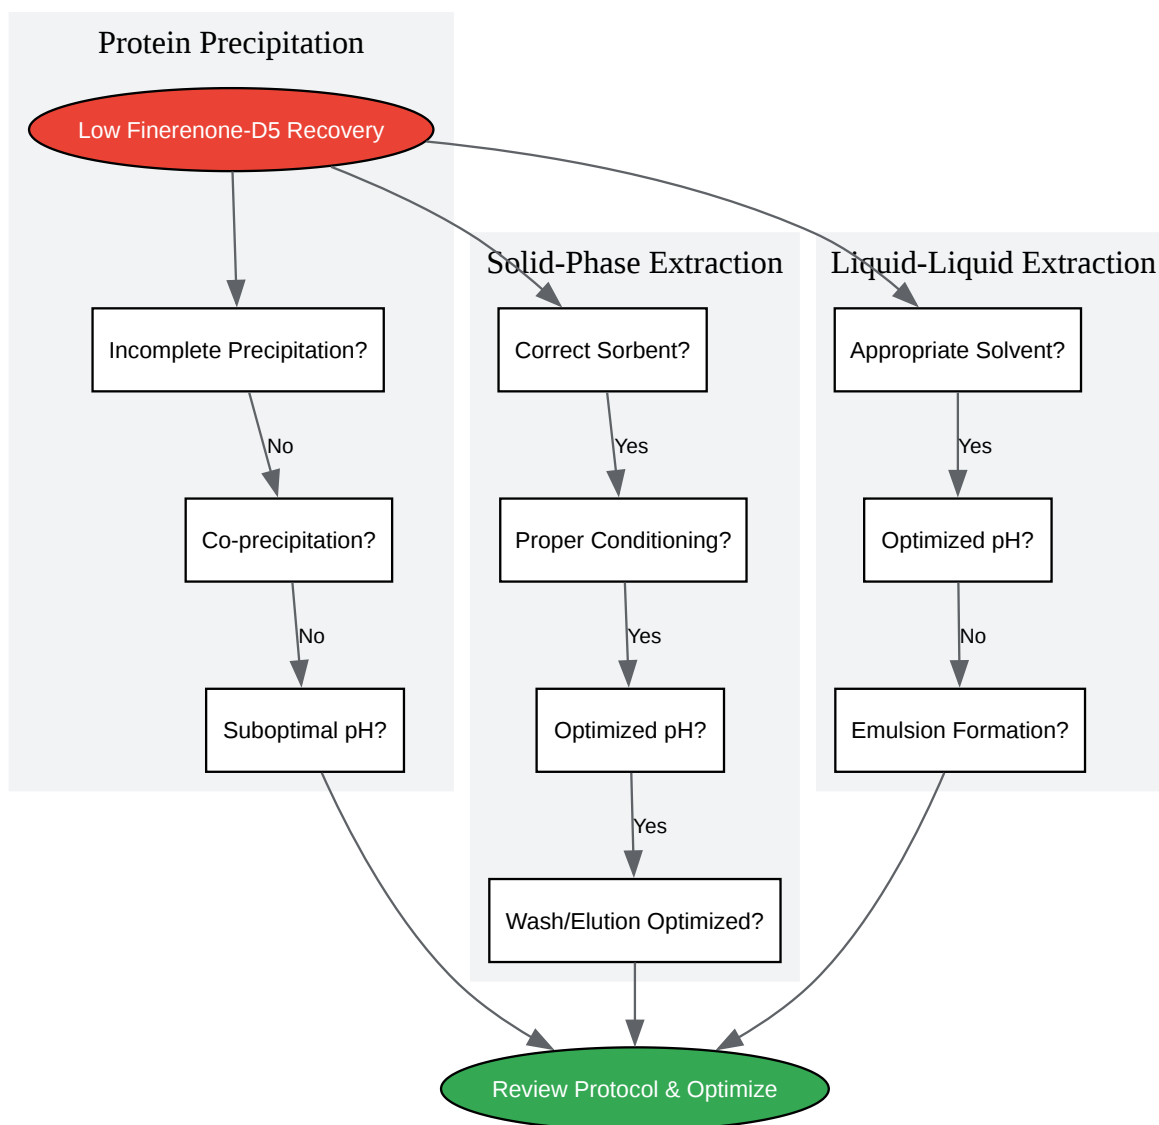 Protein Precipitation
Low Finerenone-D5 Recovery
Solid-Phase Extraction
Liquid-Liquid Extraction
Incomplete Precipitation?
Correct Sorbent?
Appropriate Solvent?
No
Yes
Yes
Co-precipitation?
Proper Conditioning?
Optimized pH?
No
Yes
No
Suboptimal pH?
Optimized pH?
Emulsion Formation?
Yes
Wash/Elution Optimized?
Review Protocol & Optimize